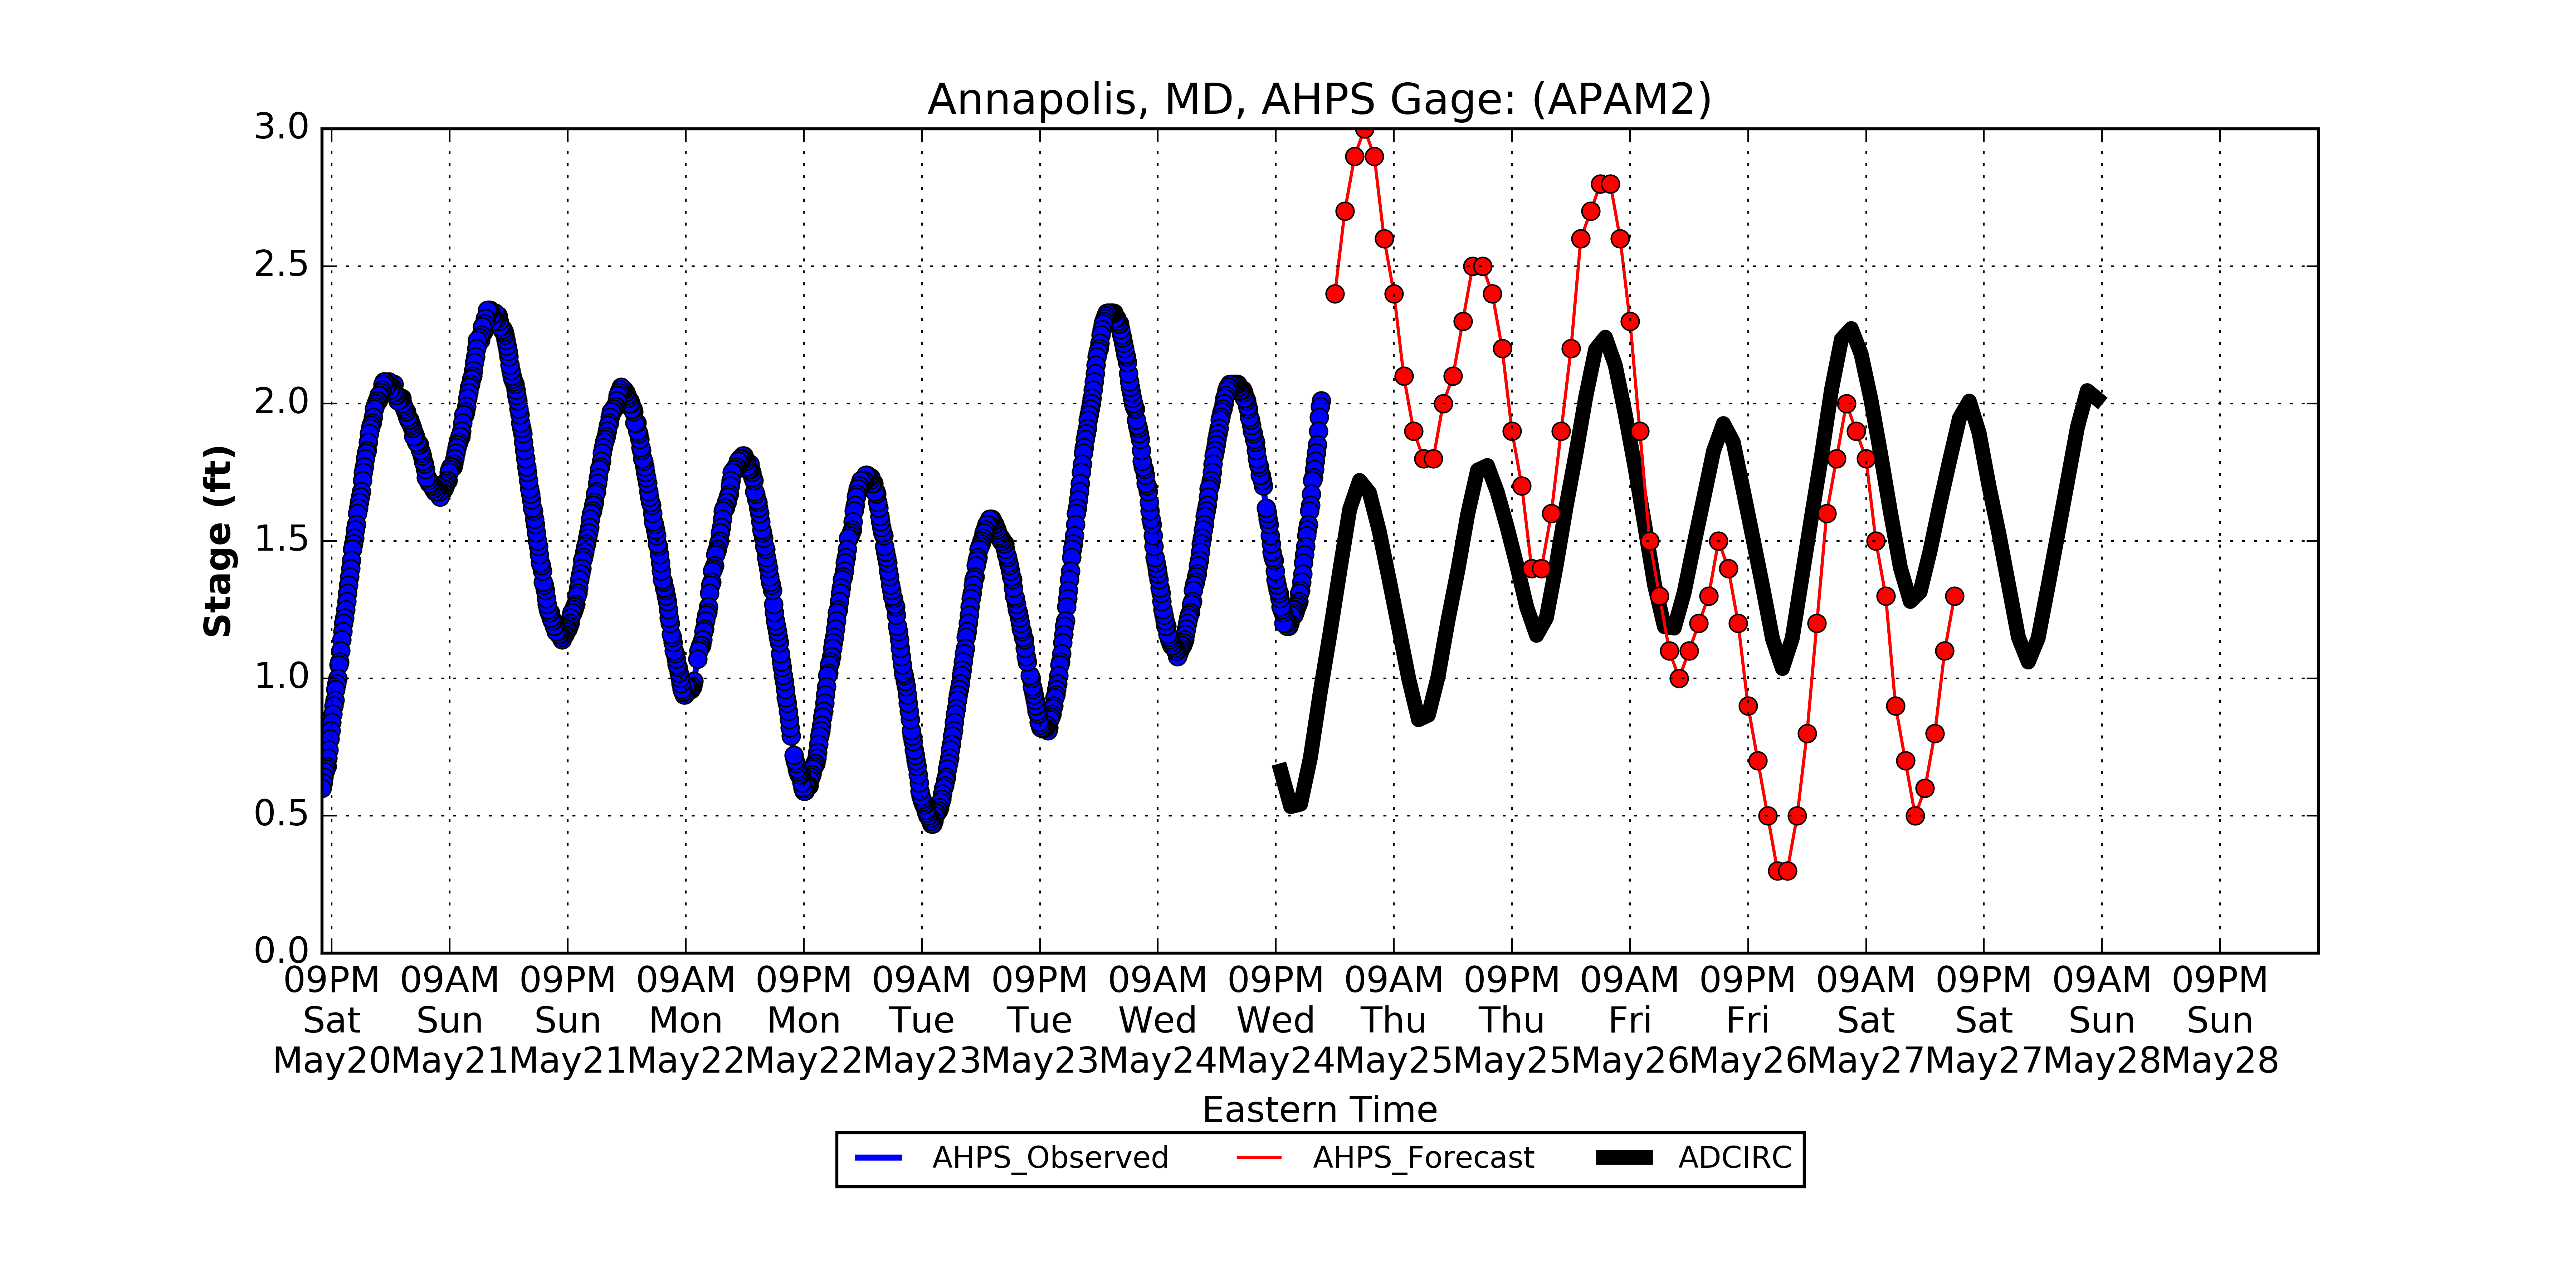 Annapolis, MD, AHPS Gage: (APAM2)
3.0
2.5
2.0
1.5
1.0
0.5
0.0
Stage (ft)
09PM 09AM 09PM 09AM 09PM 09AM 09PM 09AM 09PM 09AM 09PM 09AM 09PM 09AM 09PM 09AM 09PM
Sat Sun Sun Mon Mon Tue Tue Wed Wed Thu Thu Fri Fri Sat Sat Sun Sun
May20 May21 May21 May22 May22 May23 May23 May24 May24 May25 May25 May26 May26 May27 May27 May28 May28
Eastern Time
AHPS_Observed AHPS_Forecast ADCIRC